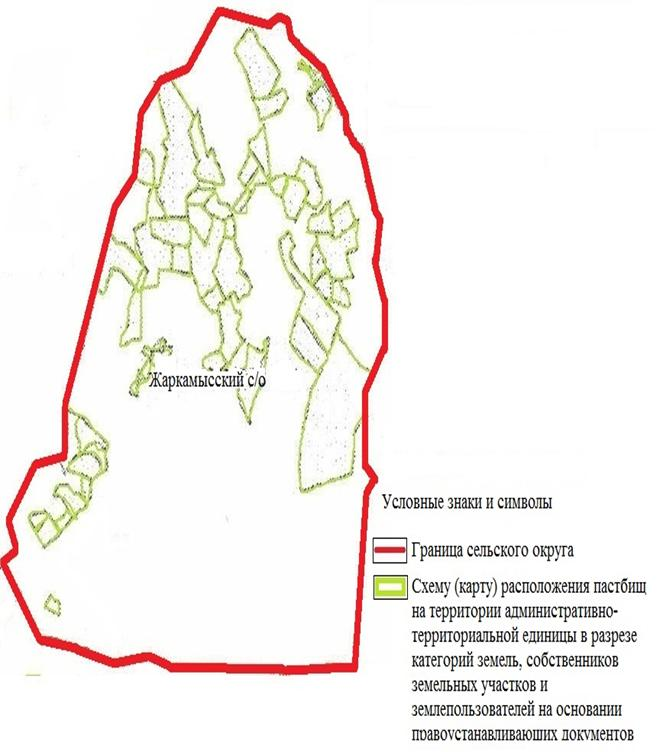 Жаркамысский с/о
Условные знаки и символы
Граница сельского округа
Схему (карту) расположения пастбищ
на территории административно-
территориальной единицы в разрезе
категорий земель, собственников
земельных участков и
землепользователей на основании
правоустанавливающих документов